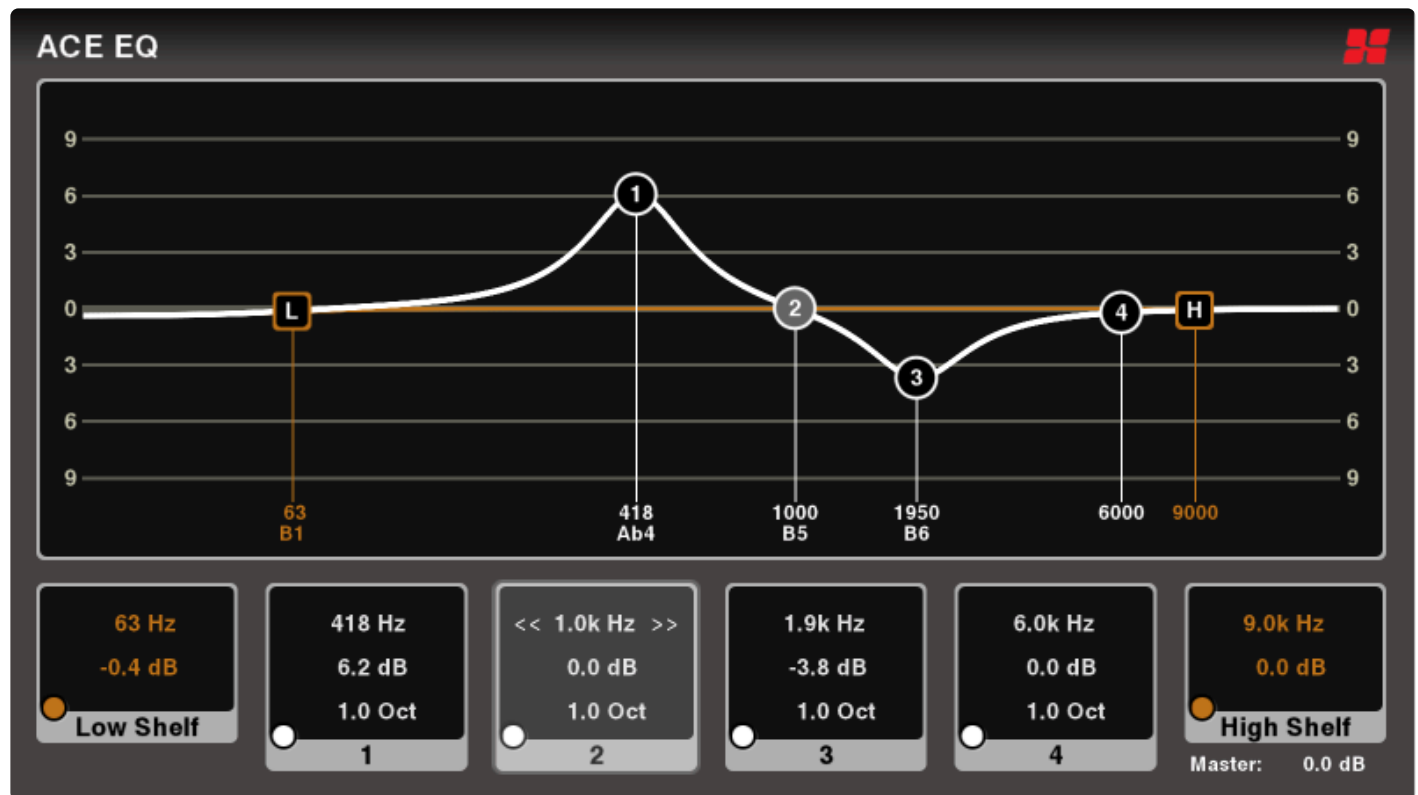 ACE EQ
9 9
6 6
1
3 3
0 L 2 4 H 0
3 3
3
6 6
9 9
63 418 1000 1950 6000 9000
B1 Ab4 B5 B6
63 Hz 418 Hz << 1.0k Hz >> 1.9k Hz 6.0k Hz 9.0k Hz
-0.4 dB 6.2 dB 0.0 dB -3.8 dB 0.0 dB 0.0 dB
1.0 Oct 1.0 Oct 1.0 Oct 1.0 Oct
Low Shelf High Shelf
1 2 3 4
Master: 0.0 dB